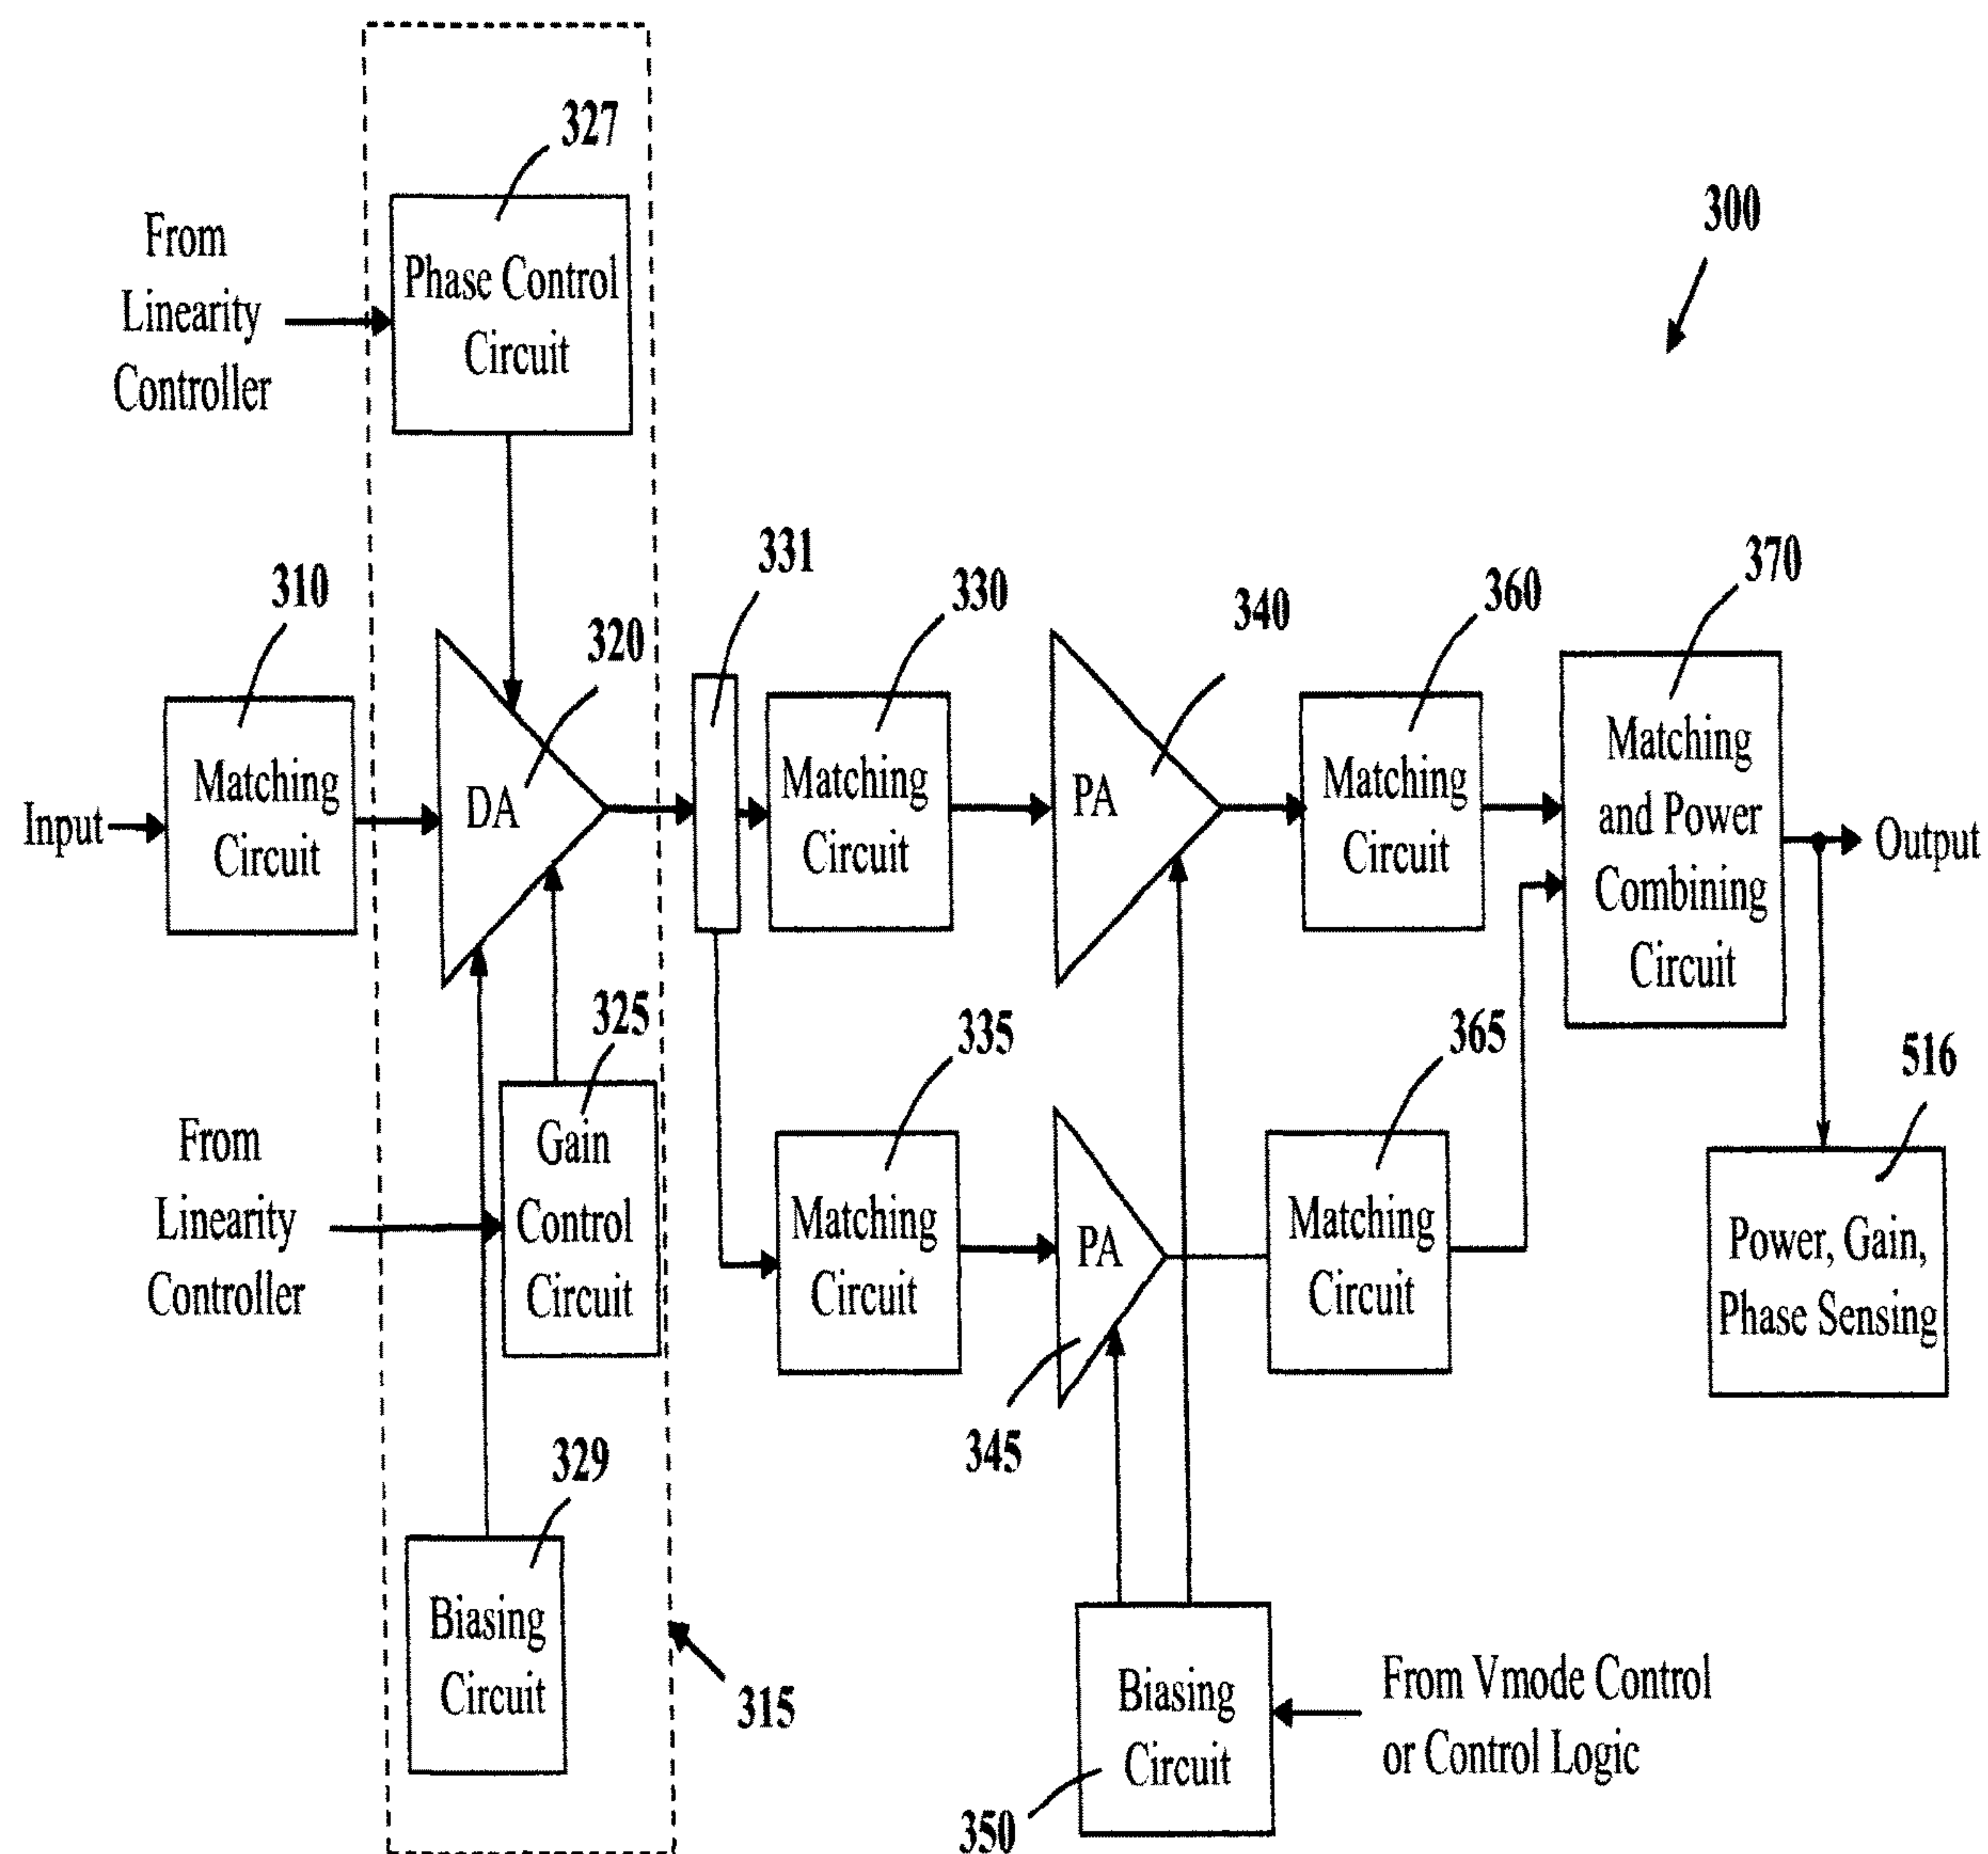 327
From
Linearity
Controller
Phase Control
Circuit
300
310
320
331
330
340
360
370
Input
Matching
Circuit
DA
Matching
Circuit
PA
Matching
Circuit
Matching
and Power
Combining
Circuit
Output
325
335
365
516
From
Linearity
Controller
Gain
Control
Circuit
Matching
Circuit
PA
Matching
Circuit
Power, Gain,
Phase Sensing
345
329
Biasing
Circuit
315
Biasing
Circuit
350
From Vmode Control
or Control Logic